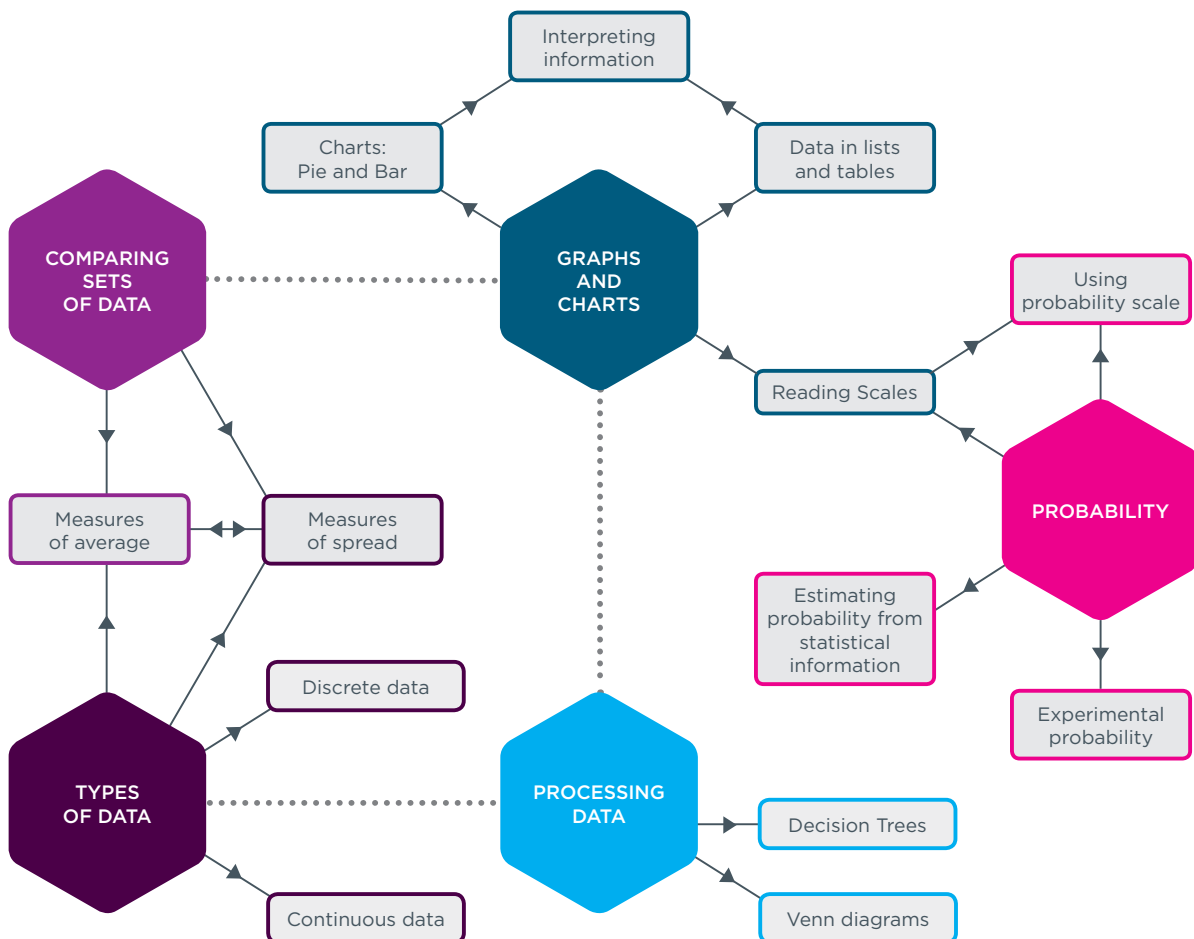 Interpreting
information
Charts:
Pie and Bar
Data in lists
and tables
COMPARING
SETS
OF DATA
GRAPHS
AND
CHARTS
Using
probability scale
Reading Scales
Measures
of average
Measures
of spread
PROBABILITY
Estimating
probability from
statistical
information
Discrete data
Experimental
probability
TYPES
OF DATA
PROCESSING
DATA
Decision Trees
Continuous data
Venn diagrams